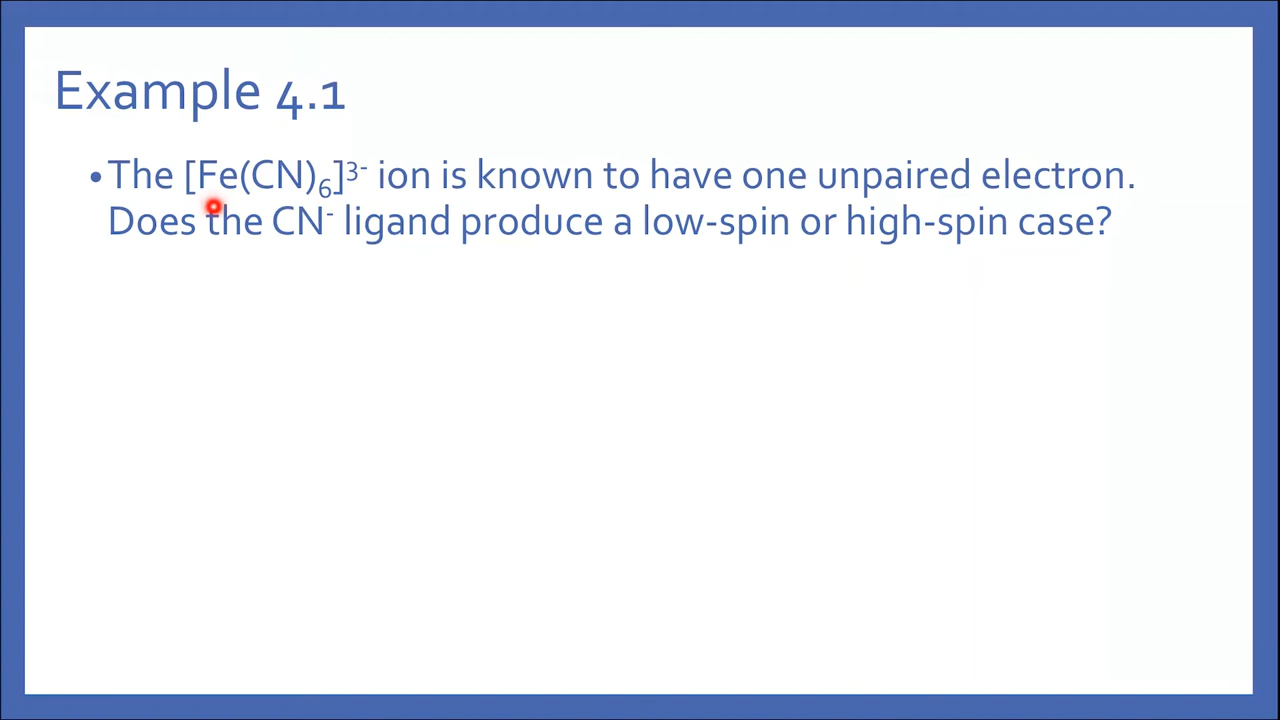 Example 4.1
•The [Fe(CN)₆]³⁻ ion is known to have one unpaired electron.
Does the CN⁻ ligand produce a low-spin or high-spin case?